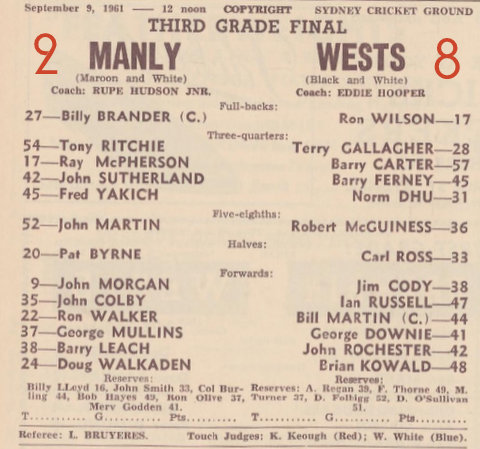 September 9, 1961 — 12 noon COPYRIGHT SYDNEY CRICKET GROUND
THIRD GRADE FINAL
9 MANLY WESTS 8
(Maroon and White) (Black and White)
Coach: RUPE HUDSON JNR. Coach: EDDIE HOOPER
Full-backs:
27—Billy BRANDER (C.) Ron WILSON—17
Three-quarters:
54—Tony RITCHIE Terry GALLAGHER—28
17—Ray McPHERSON Barry CARTER—57
42—John SUTHERLAND Barry FERNEY—45
45—Fred YAKICH Norm DHU—31
Five-eighths:
52—John MARTIN Robert McGUINESS—36
Halves:
20—Pat BYRNE Carl ROSS—33
Forwards:
9—John MORGAN Jim CODY—38
35—John COLBY Ian RUSSELL—47
22—Ron WALKER Bill MARTIN (C.)—44
37—George MULLINS George DOWNIE—41
38—Barry LEACH John ROCHESTER—42
24—Doug WALKADEN Brian KOWALD—48
Reserves: Reserves:
Billy LLoyd 16, John Smith 33, Col Bur- Reserves: A. Regan 39, F. Thorne 49, M.
ling 44, Bob Hayes 49, Ron Olive 37, Turner 37, D. Folbigg 52, D. O'Sullivan
Merv Godden 41. 51.
T........... G........... Pts........... T........... G........... Pts...........
Referee: L. BRUYERES. Touch Judges: K. Keough (Red); W. White (Blue).